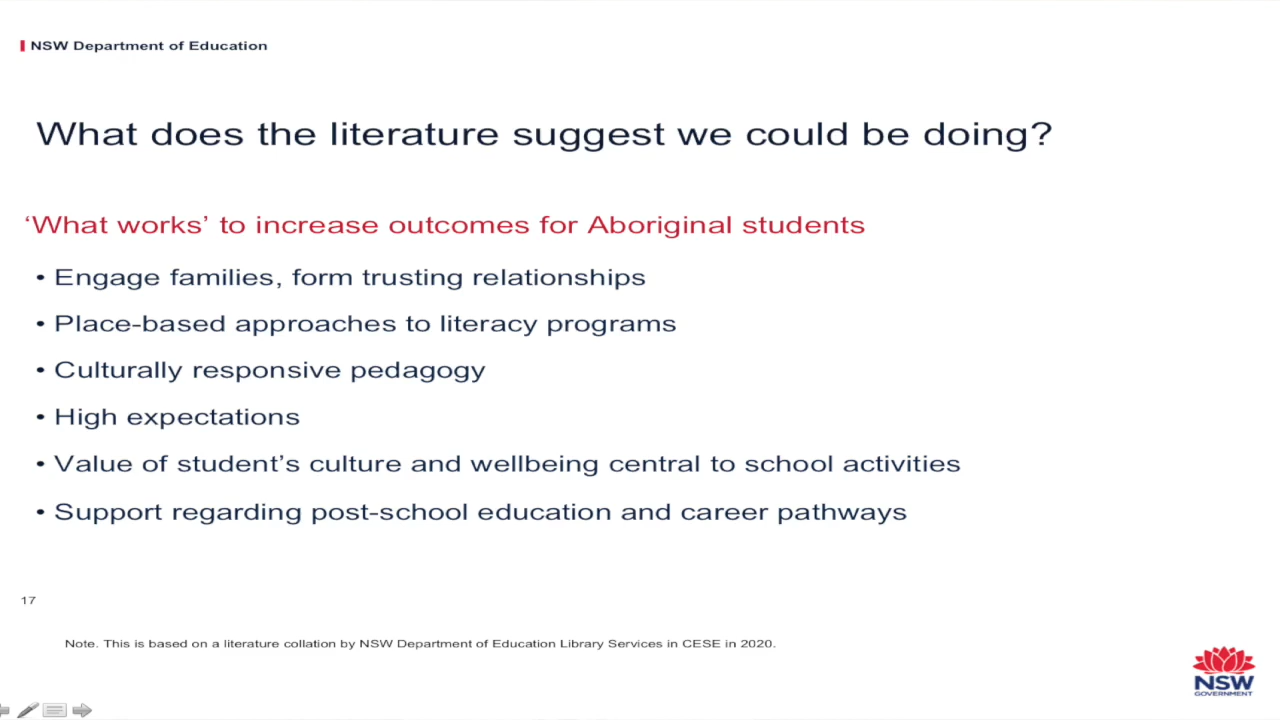 NSW Department of Education
What does the literature suggest we could be doing?
‘What works’ to increase outcomes for Aboriginal students
• Engage families, form trusting relationships
• Place-based approaches to literacy programs
• Culturally responsive pedagogy
• High expectations
• Value of student’s culture and wellbeing central to school activities
• Support regarding post-school education and career pathways
17
Note. This is based on a literature collation by NSW Department of Education Library Services in CESE in 2020.
NSW
GOVERNMENT